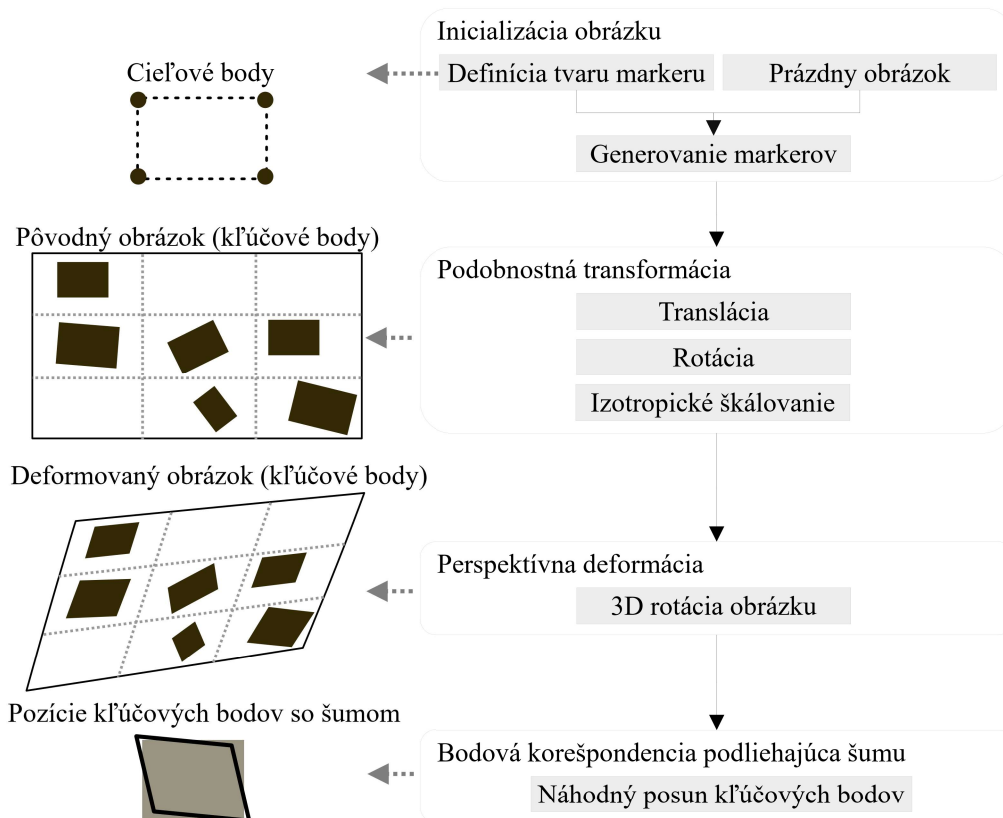 Inicializácia obrázku
Cieľové body
Definícia tvaru markeru
Prázdny obrázok
Generovanie markerov
Pôvodný obrázok (kľúčové body)
Podobnostná transformácia
Translácia
Rotácia
Izotropické škálovanie
Deformovaný obrázok (kľúčové body)
Perspektívna deformácia
3D rotácia obrázku
Pozície kľúčových bodov so šumom
Bodová korešpondencia podliehajúca šumu
Náhodný posun kľúčových bodov